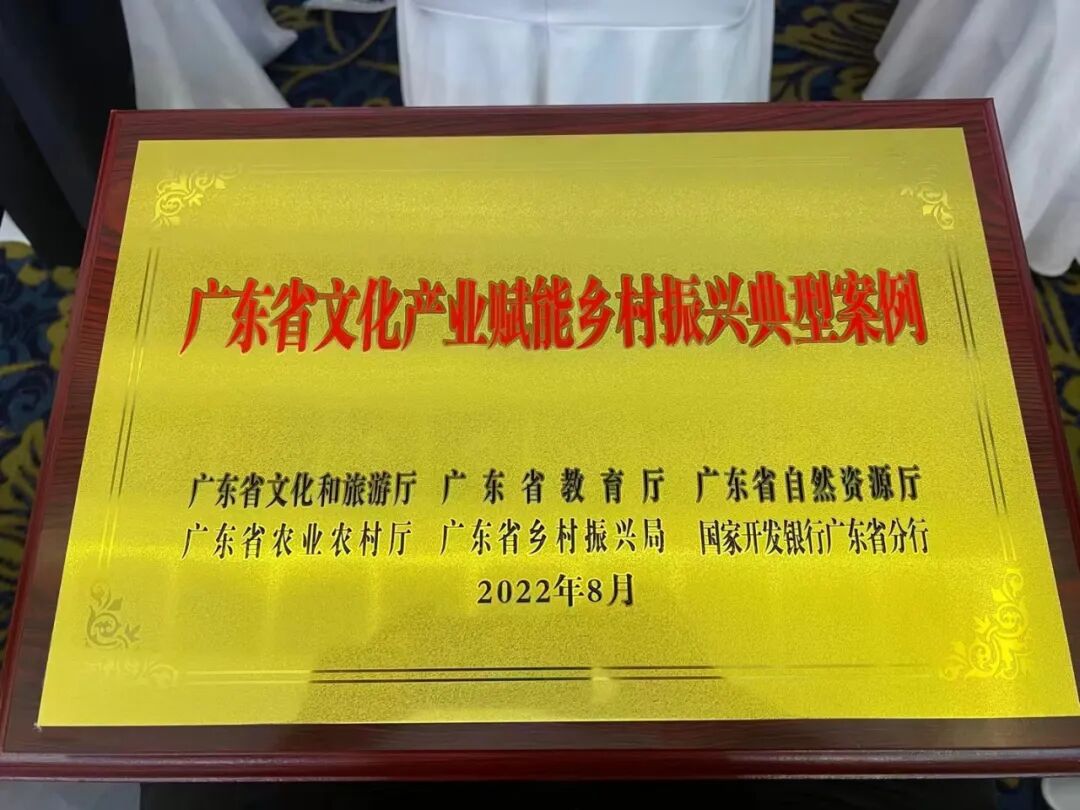 广东省文化产业赋能乡村振兴典型案例
广东省文化和旅游厅 广东省教育厅 广东省自然资源厅
广东省农业农村厅 广东省乡村振兴局 国家开发银行广东省分行
2022年8月